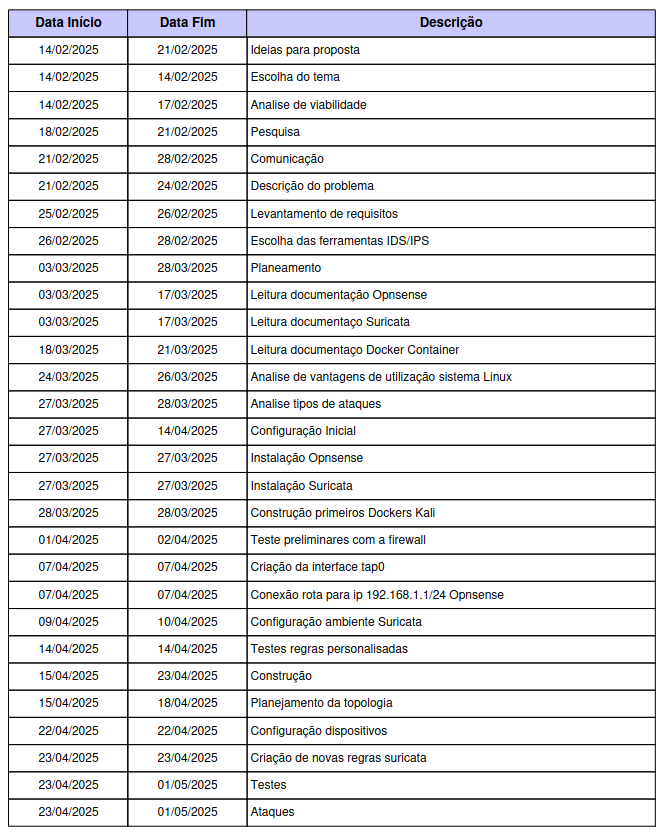 Data Início Data Fim Descrição
14/02/2025 21/02/2025 Ideias para proposta
14/02/2025 14/02/2025 Escolha do tema
14/02/2025 17/02/2025 Analise de viabilidade
18/02/2025 21/02/2025 Pesquisa
21/02/2025 28/02/2025 Comunicação
21/02/2025 24/02/2025 Descrição do problema
25/02/2025 26/02/2025 Levantamento de requisitos
26/02/2025 28/02/2025 Escolha das ferramentas IDS/IPS
03/03/2025 28/03/2025 Planeamento
03/03/2025 17/03/2025 Leitura documentação Opnsense
03/03/2025 17/03/2025 Leitura documentaço Suricata
18/03/2025 21/03/2025 Leitura documentaço Docker Container
24/03/2025 26/03/2025 Analise de vantagens de utilização sistema Linux
27/03/2025 28/03/2025 Analise tipos de ataques
27/03/2025 14/04/2025 Configuração Inicial
27/03/2025 27/03/2025 Instalação Opnsense
27/03/2025 27/03/2025 Instalação Suricata
28/03/2025 28/03/2025 Construção primeiros Dockers Kali
01/04/2025 02/04/2025 Teste preliminares com a firewall
07/04/2025 07/04/2025 Criação da interface tap0
07/04/2025 07/04/2025 Conexão rota para ip 192.168.1.1/24 Opnsense
09/04/2025 10/04/2025 Configuração ambiente Suricata
14/04/2025 14/04/2025 Testes regras personalisadas
15/04/2025 23/04/2025 Construção
15/04/2025 18/04/2025 Planejamento da topologia
22/04/2025 22/04/2025 Configuração dispositivos
23/04/2025 23/04/2025 Criação de novas regras suricata
23/04/2025 01/05/2025 Testes
23/04/2025 01/05/2025 Ataques